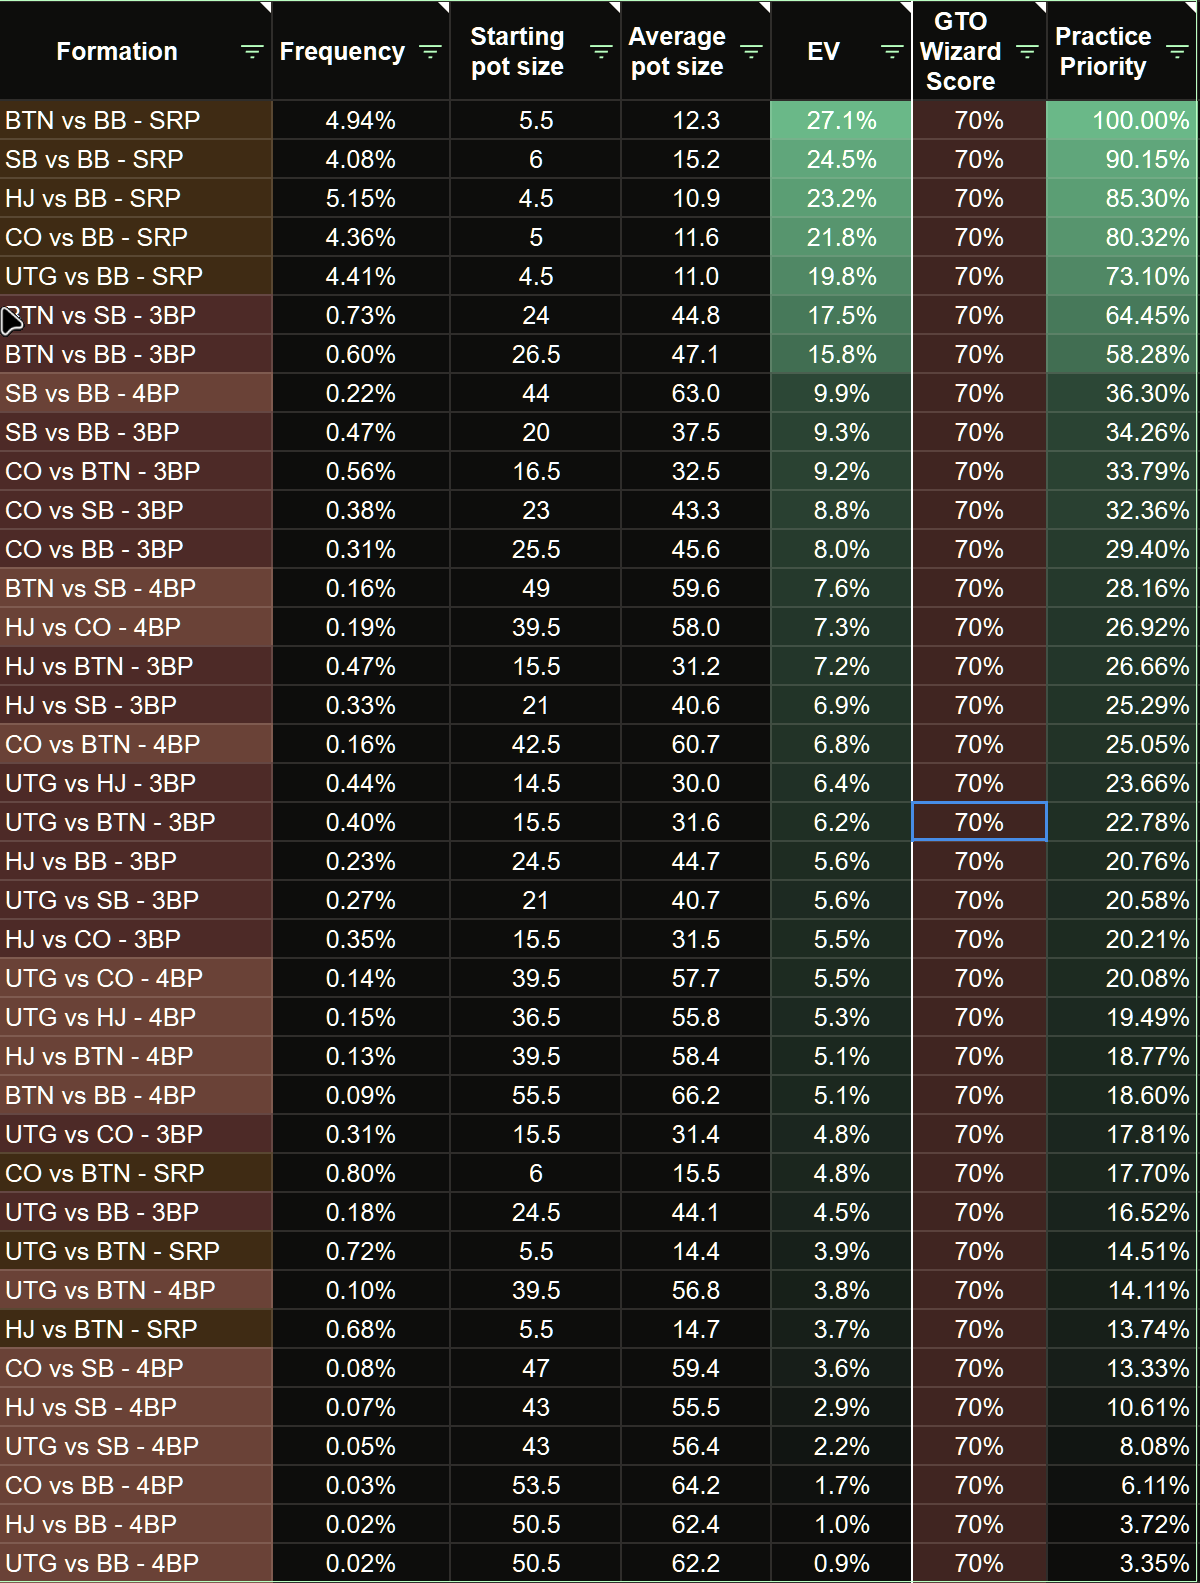 Formation Frequency Starting pot size Average pot size EV GTO Wizard Score Practice Priority
BTN vs BB - SRP 4.94% 5.5 12.3 27.1% 70% 100.00%
SB vs BB - SRP 4.08% 6 15.2 24.5% 70% 90.15%
HJ vs BB - SRP 5.15% 4.5 10.9 23.2% 70% 85.30%
CO vs BB - SRP 4.36% 5 11.6 21.8% 70% 80.32%
UTG vs BB - SRP 4.41% 4.5 11.0 19.8% 70% 73.10%
BTN vs SB - 3BP 0.73% 24 44.8 17.5% 70% 64.45%
BTN vs BB - 3BP 0.60% 26.5 47.1 15.8% 70% 58.28%
SB vs BB - 4BP 0.22% 44 63.0 9.9% 70% 36.30%
SB vs BB - 3BP 0.47% 20 37.5 9.3% 70% 34.26%
CO vs BTN - 3BP 0.56% 16.5 32.5 9.2% 70% 33.79%
CO vs SB - 3BP 0.38% 23 43.3 8.8% 70% 32.36%
CO vs BB - 3BP 0.31% 25.5 45.6 8.0% 70% 29.40%
BTN vs SB - 4BP 0.16% 49 59.6 7.6% 70% 28.16%
HJ vs CO - 4BP 0.19% 39.5 58.0 7.3% 70% 26.92%
HJ vs BTN - 3BP 0.47% 15.5 31.2 7.2% 70% 26.66%
HJ vs SB - 3BP 0.33% 21 40.6 6.9% 70% 25.29%
CO vs BTN - 4BP 0.16% 42.5 60.7 6.8% 70% 25.05%
UTG vs HJ - 3BP 0.44% 14.5 30.0 6.4% 70% 23.66%
UTG vs BTN - 3BP 0.40% 15.5 31.6 6.2% 70% 22.78%
HJ vs BB - 3BP 0.23% 24.5 44.7 5.6% 70% 20.76%
UTG vs SB - 3BP 0.27% 21 40.7 5.6% 70% 20.58%
HJ vs CO - 3BP 0.35% 15.5 31.5 5.5% 70% 20.21%
UTG vs CO - 4BP 0.14% 39.5 57.7 5.5% 70% 20.08%
UTG vs HJ - 4BP 0.15% 36.5 55.8 5.3% 70% 19.49%
HJ vs BTN - 4BP 0.13% 39.5 58.4 5.1% 70% 18.77%
BTN vs BB - 4BP 0.09% 55.5 66.2 5.1% 70% 18.60%
UTG vs CO - 3BP 0.31% 15.5 31.4 4.8% 70% 17.81%
CO vs BTN - SRP 0.80% 6 15.5 4.8% 70% 17.70%
UTG vs BB - 3BP 0.18% 24.5 44.1 4.5% 70% 16.52%
UTG vs BTN - SRP 0.72% 5.5 14.4 3.9% 70% 14.51%
UTG vs BTN - 4BP 0.10% 39.5 56.8 3.8% 70% 14.11%
HJ vs BTN - SRP 0.68% 5.5 14.7 3.7% 70% 13.74%
CO vs SB - 4BP 0.08% 47 59.4 3.6% 70% 13.33%
HJ vs SB - 4BP 0.07% 43 55.5 2.9% 70% 10.61%
UTG vs SB - 4BP 0.05% 43 56.4 2.2% 70% 8.08%
CO vs BB - 4BP 0.03% 53.5 64.2 1.7% 70% 6.11%
HJ vs BB - 4BP 0.02% 50.5 62.4 1.0% 70% 3.72%
UTG vs BB - 4BP 0.02% 50.5 62.2 0.9% 70% 3.35%